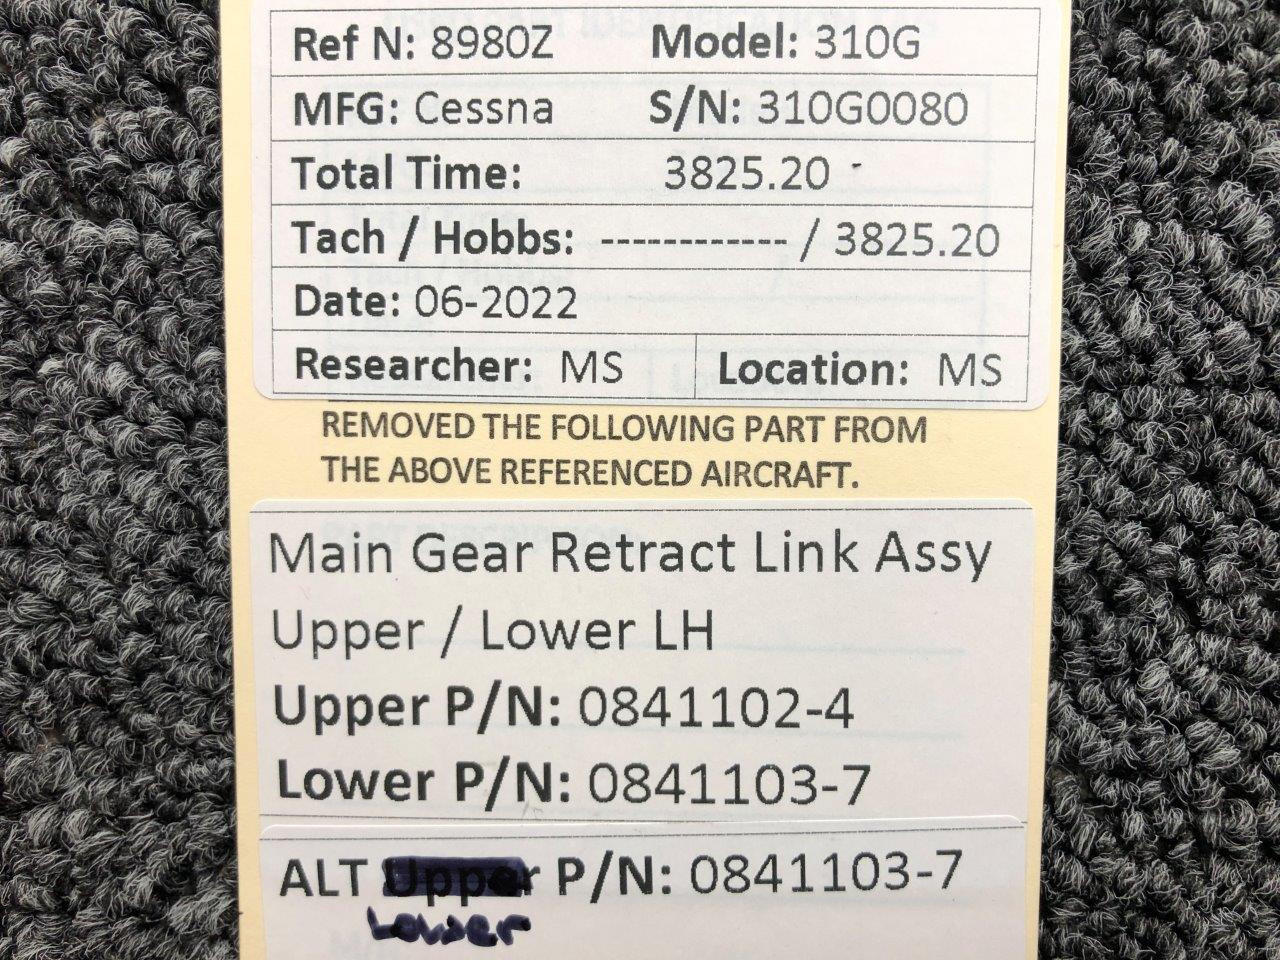 Ref N: 8980Z Model: 310G
MFG: Cessna S/N: 310G0080
Total Time: 3825.20 -
Tach / Hobbs: ------------ / 3825.20
Date: 06-2022
Researcher: MS Location: MS
REMOVED THE FOLLOWING PART FROM
THE ABOVE REFERENCED AIRCRAFT.
Main Gear Retract Link Assy
Upper / Lower LH
Upper P/N: 0841102-4
Lower P/N: 0841103-7
ALT Upper P/N: 0841103-7
Lower